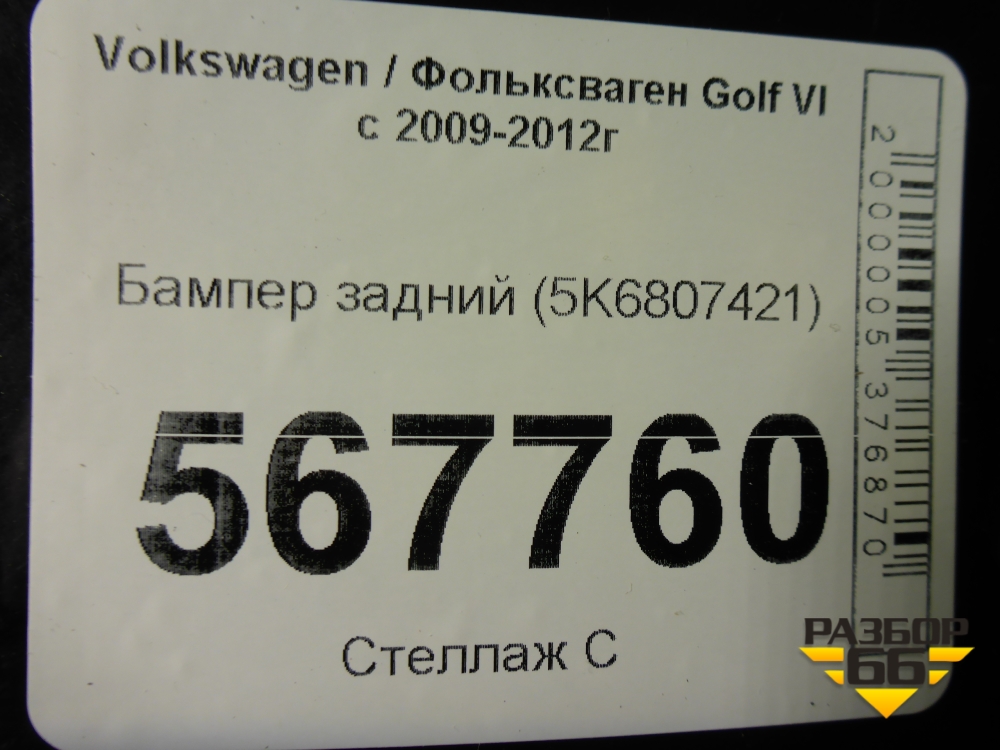 Volkswagen / Фольксваген Golf VI
с 2009-2012г
Бампер задний (5K6807421)
567760
Стеллаж С
2000005376870
РАЗБОР
66